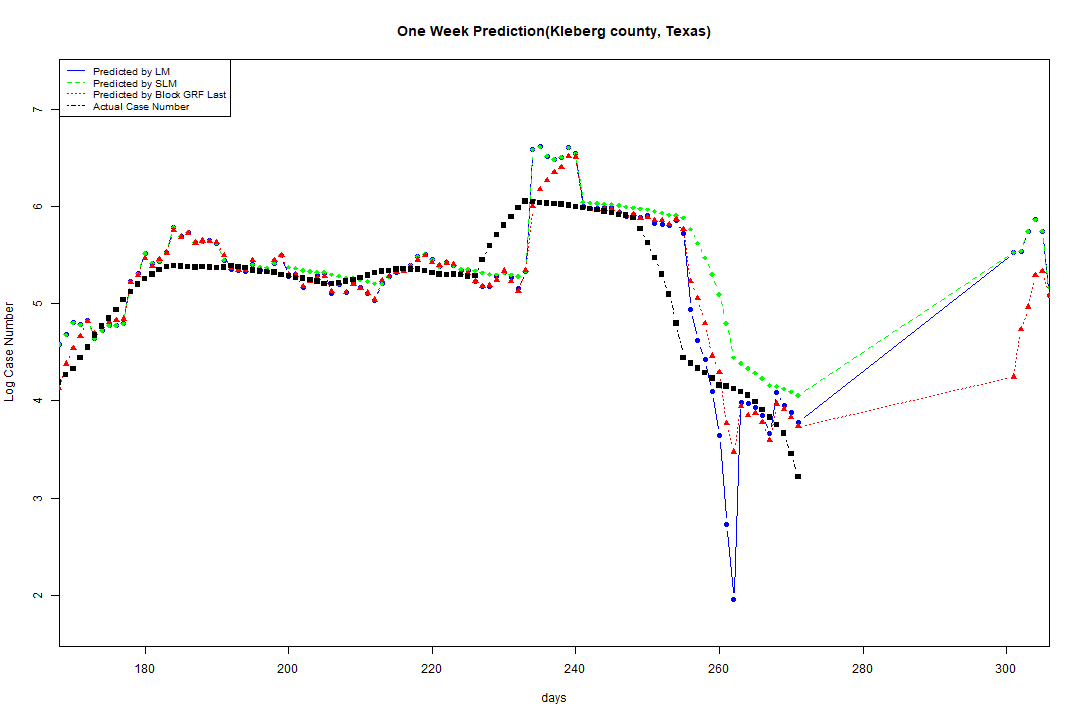 One Week Prediction(Kleberg county, Texas)
Predicted by LM
Predicted by SLM
Predicted by Block GRF Last
Actual Case Number
7
6
5
4
3
2
Log Case Number
180 200 220 240 260 280 300
days